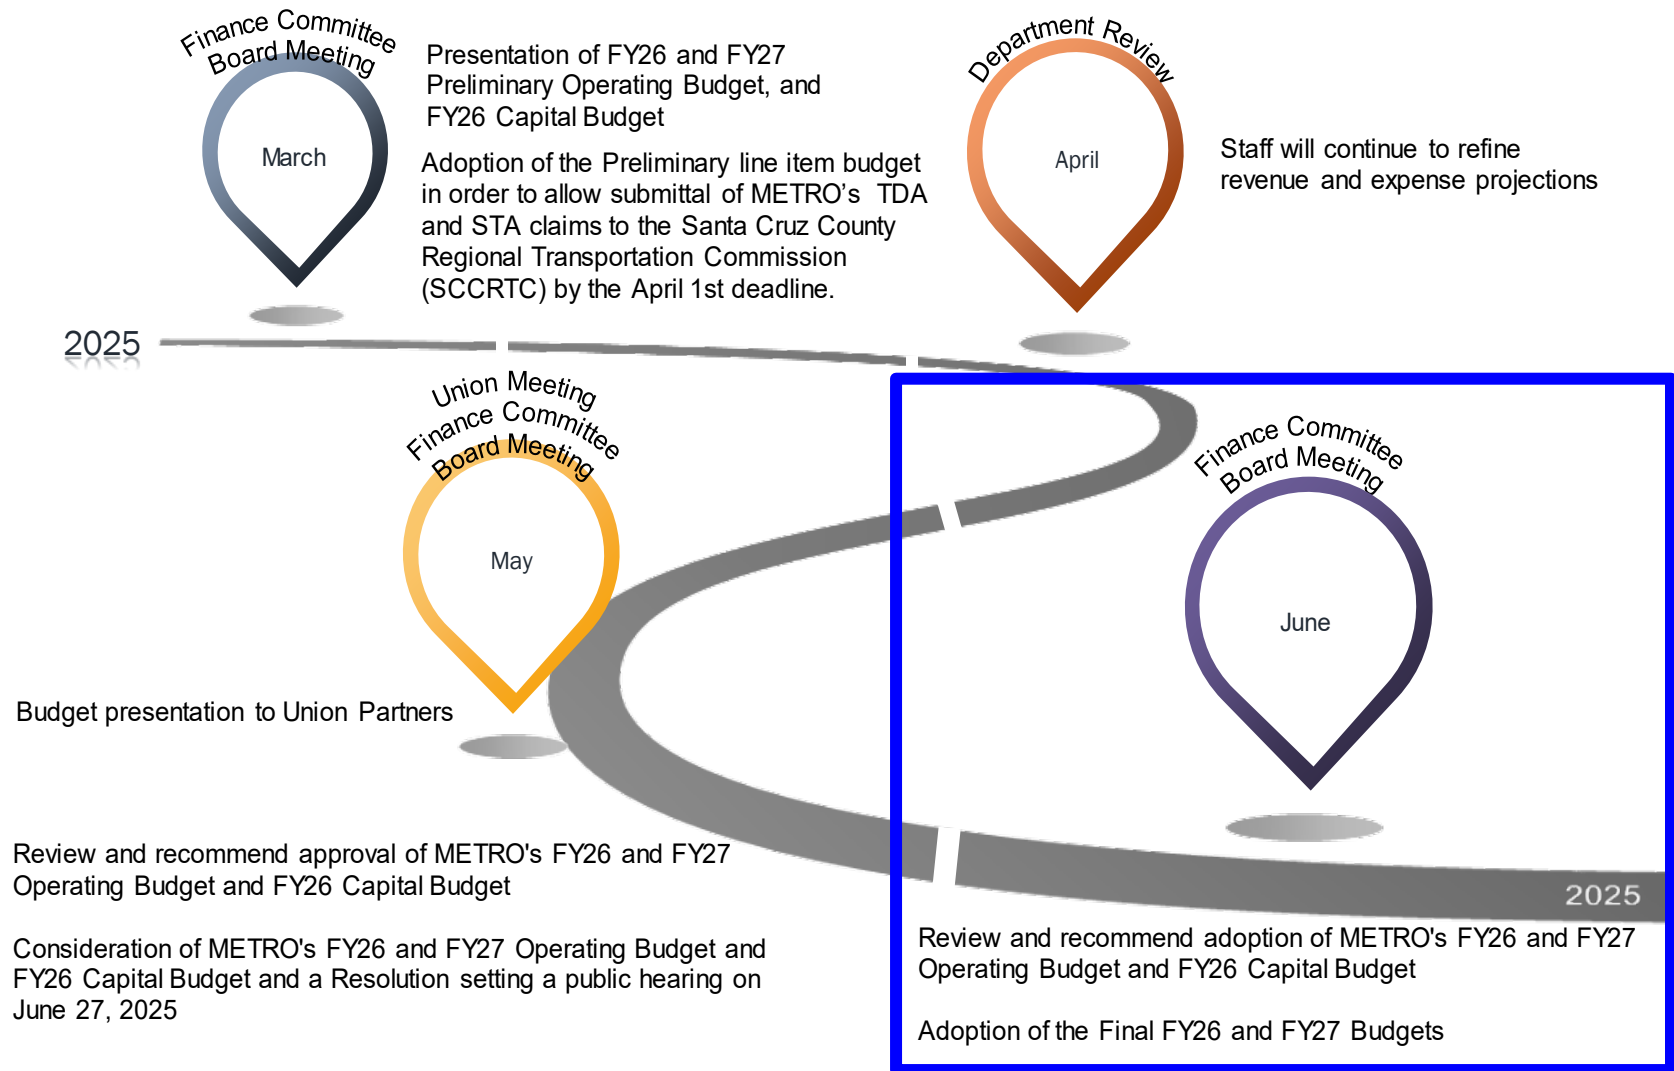 Finance Committee
Board Meeting
March
Presentation of FY26 and FY27
Preliminary Operating Budget, and
FY26 Capital Budget
Adoption of the Preliminary line item budget
in order to allow submittal of METRO’s TDA
and STA claims to the Santa Cruz County
Regional Transportation Commission
(SCCRTC) by the April 1st deadline.
Department Review
April
Staff will continue to refine
revenue and expense projections
2025
Union Meeting
Finance Committee
Board Meeting
May
Budget presentation to Union Partners
Review and recommend approval of METRO's FY26 and FY27
Operating Budget and FY26 Capital Budget
Consideration of METRO's FY26 and FY27 Operating Budget and
FY26 Capital Budget and a Resolution setting a public hearing on
June 27, 2025
Finance Committee
Board Meeting
June
2025
Review and recommend adoption of METRO's FY26 and FY27
Operating Budget and FY26 Capital Budget
Adoption of the Final FY26 and FY27 Budgets